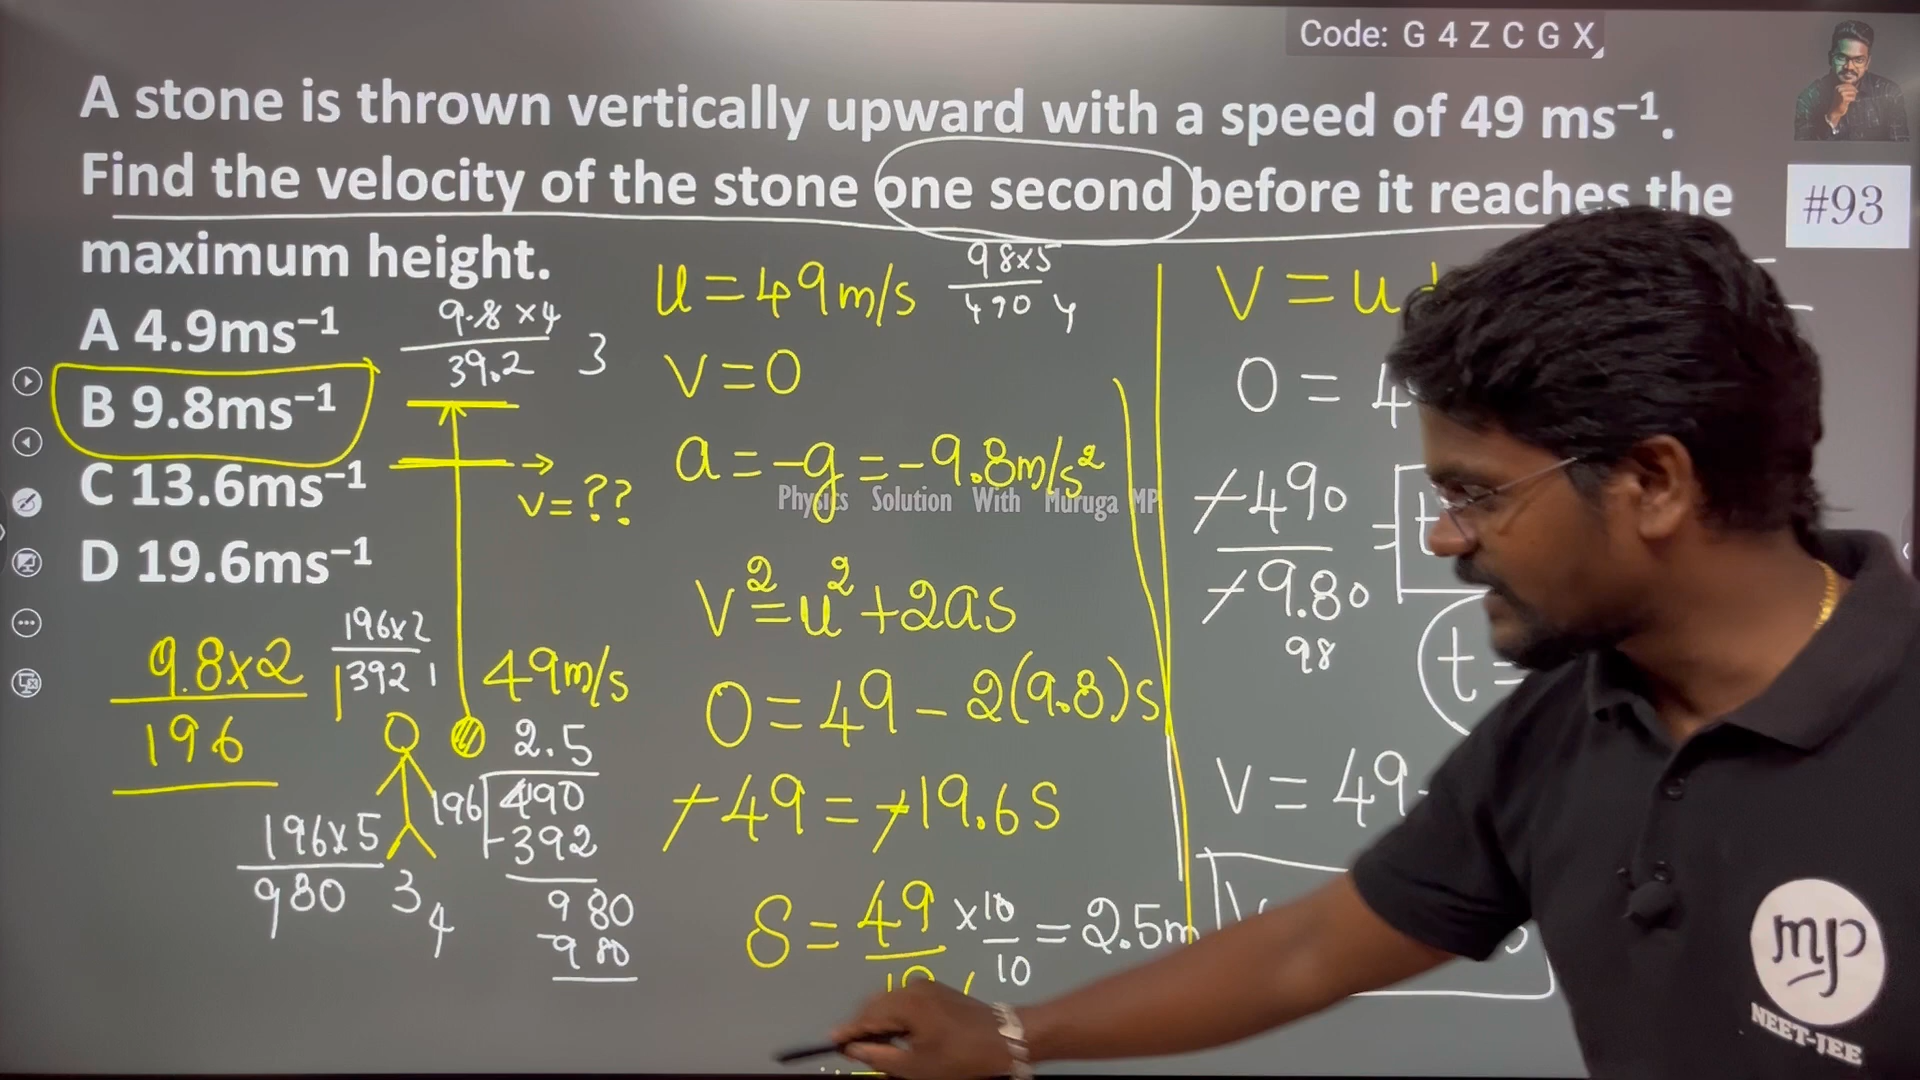 Code: G 4 Z C G X
A stone is thrown vertically upward with a speed of 49 ms⁻¹.
Find the velocity of the stone one second before it reaches the
maximum height.
#93
A 4.9ms⁻¹
B 9.8ms⁻¹
C 13.6ms⁻¹
D 19.6ms⁻¹
9.8 × 4
39.2 3
v = ??
9.8×2
196
196×2
392 1
49m/s
2.5
196 490
-392
980
-980
196×5
980 3
4
u = 49m/s
98×5
490 4
v = 0
a = -g = -9.8m/s²
Physics Solution With Muruga MP
v² = u² + 2as
0 = 49 - 2(9.8)s
-49 = -19.6S
S = 49 × 10 = 2.5m
10
V = u
0 = 4
-490 =
-9.80
98
t =
V = 49-
mp
NEET-JEE